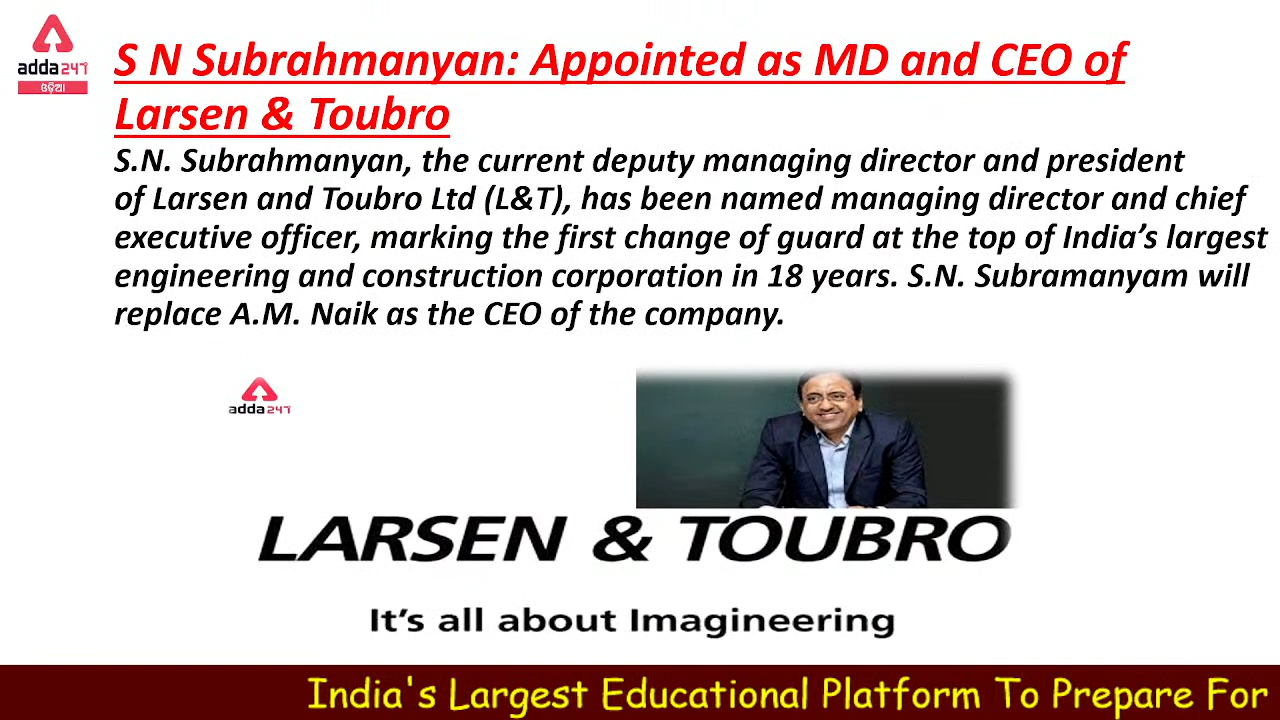 adda247
ଓଡ଼ିଆ
S N Subrahmanyan: Appointed as MD and CEO of
Larsen & Toubro
S.N. Subrahmanyan, the current deputy managing director and president
of Larsen and Toubro Ltd (L&T), has been named managing director and chief
executive officer, marking the first change of guard at the top of India’s largest
engineering and construction corporation in 18 years. S.N. Subramanyam will
replace A.M. Naik as the CEO of the company.
adda247
LARSEN & TOUBRO
It’s all about Imagineering
India's Largest Educational Platform To Prepare For